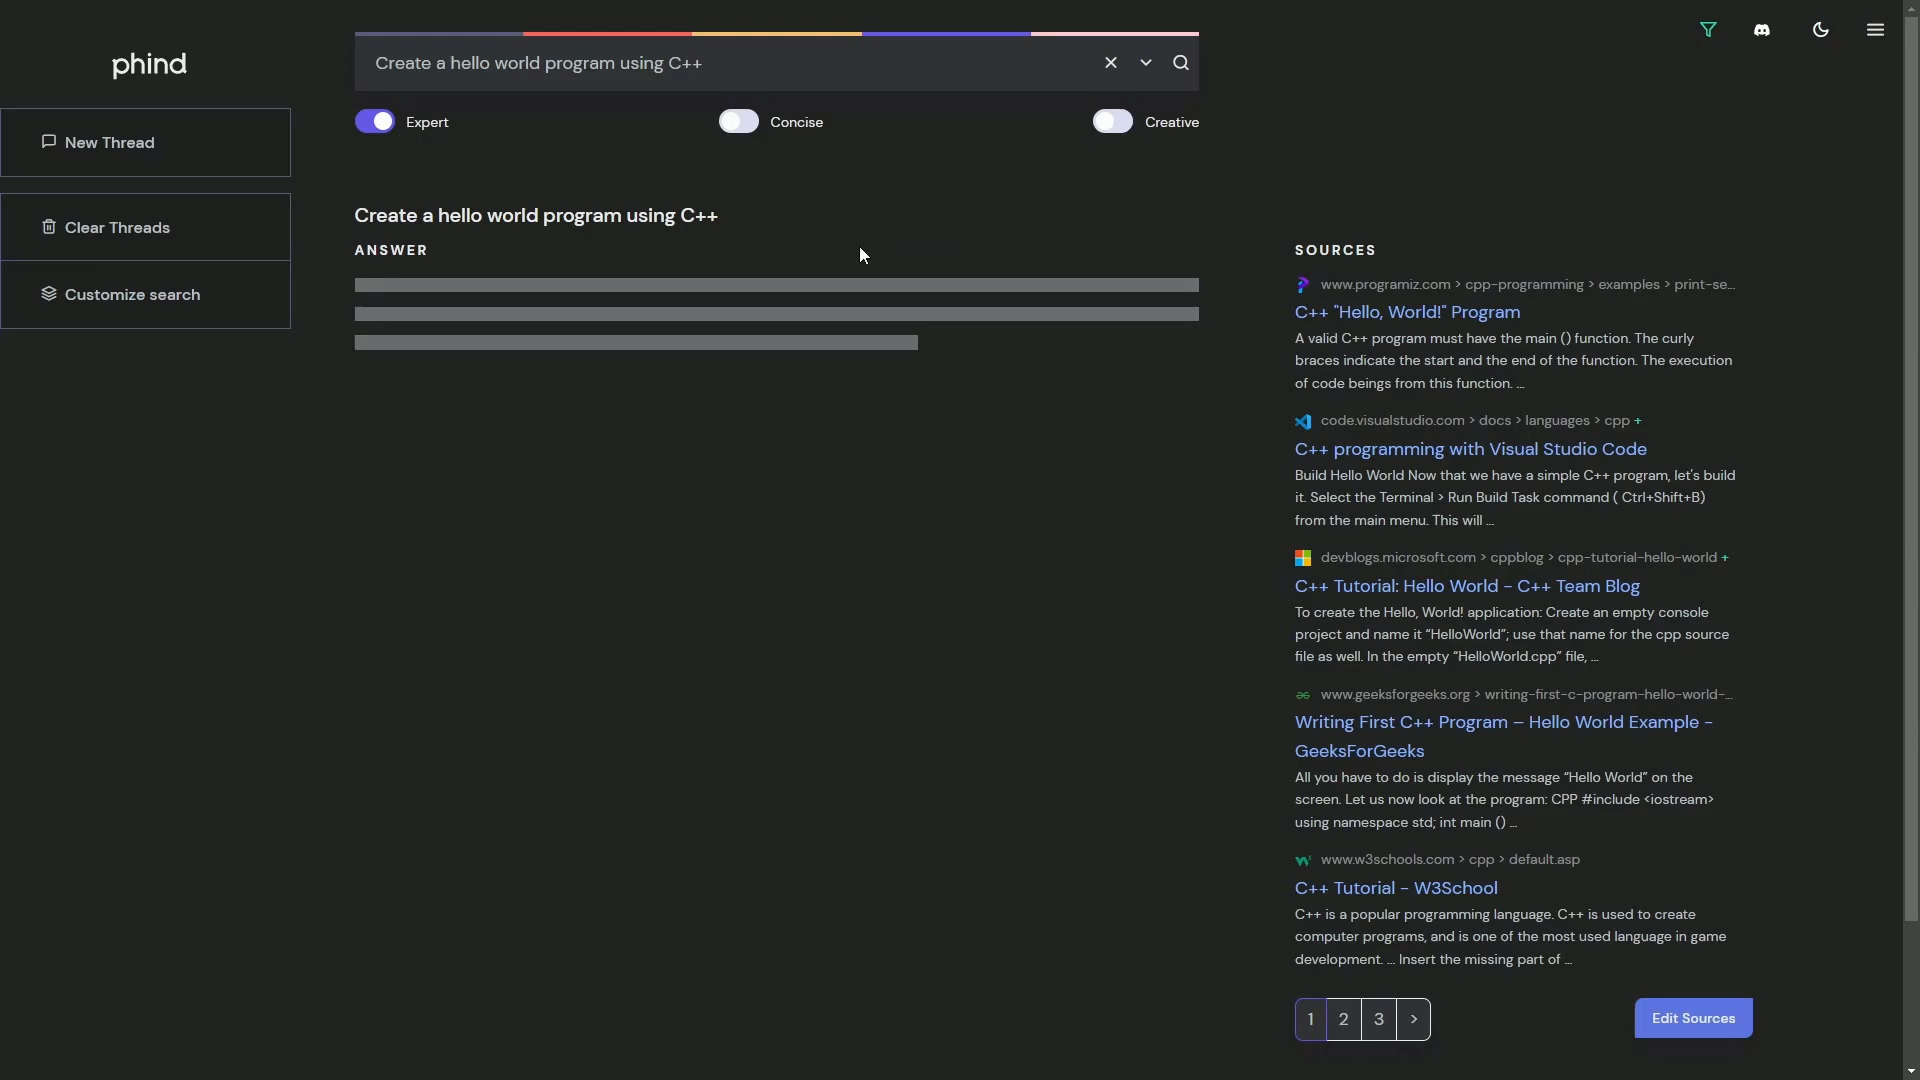 phind
Create a hello world program using C++
Expert
Concise
Creative
New Thread
Clear Threads
Customize search
Create a hello world program using C++
ANSWER
SOURCES
www.programiz.com > cpp-programming > examples > print-se...
C++ "Hello, World!" Program
A valid C++ program must have the main () function. The curly
braces indicate the start and the end of the function. The execution
of code beings from this function. ...
code.visualstudio.com > docs > languages > cpp +
C++ programming with Visual Studio Code
Build Hello World Now that we have a simple C++ program, let's build
it. Select the Terminal > Run Build Task command ( Ctrl+Shift+B)
from the main menu. This will ...
devblogs.microsoft.com > cppblog > cpp-tutorial-hello-world +
C++ Tutorial: Hello World - C++ Team Blog
To create the Hello, World! application: Create an empty console
project and name it “HelloWorld”; use that name for the cpp source
file as well. In the empty “HelloWorld.cpp” file, ...
www.geeksforgeeks.org > writing-first-c-program-hello-world-...
Writing First C++ Program – Hello World Example -
GeeksForGeeks
All you have to do is display the message “Hello World” on the
screen. Let us now look at the program: CPP #include <iostream>
using namespace std; int main () ...
www.w3schools.com > cpp > default.asp
C++ Tutorial - W3School
C++ is a popular programming language. C++ is used to create
computer programs, and is one of the most used language in game
development. ... Insert the missing part of ...
1 2 3 >
Edit Sources